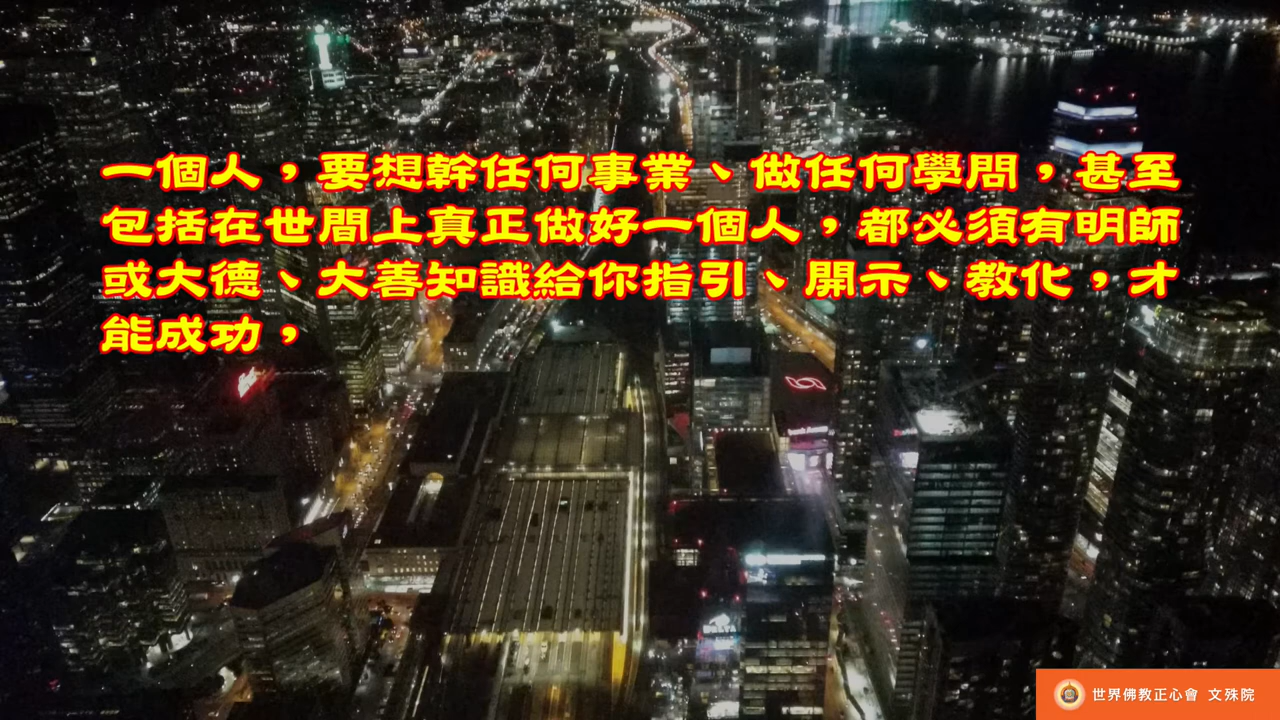 一個人，要想幹任何事業、做任何學問，甚至
包括在世間上真正做好一個人，都必須有明師
或大德、大善知識給你指引、開示、教化，才
能成功，
世界佛教正心會 文殊院